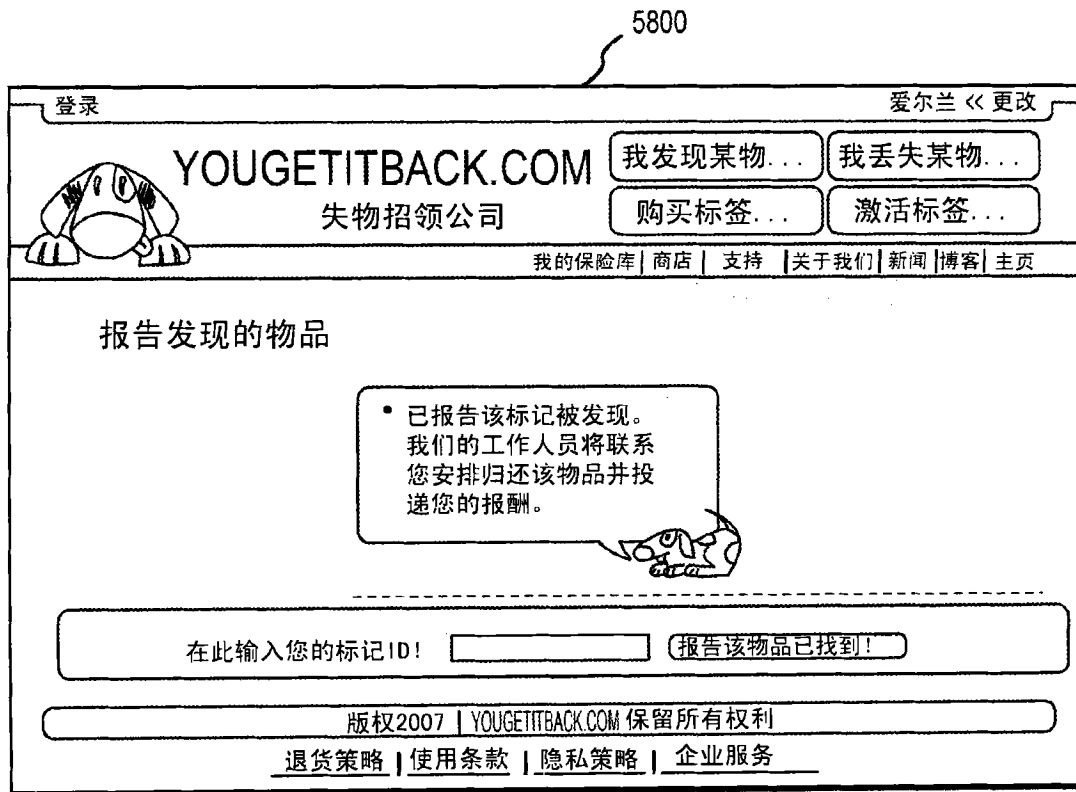 5800
登录 爱尔兰 << 更改
YOUGETITBACK.COM
失物招领公司
我发现某物... 我丢失某物...
购买标签... 激活标签...
我的保险库 | 商店 | 支持 | 关于我们 | 新闻 | 博客 | 主页
报告发现的物品
• 已报告该标记被发现。
我们的工作人员将联系
您安排归还该物品并投
递您的报酬。
在此输入您的标记ID! 报告该物品已找到!
版权2007 | YOUGETITBACK.COM 保留所有权利
退货策略 | 使用条款 | 隐私策略 | 企业服务